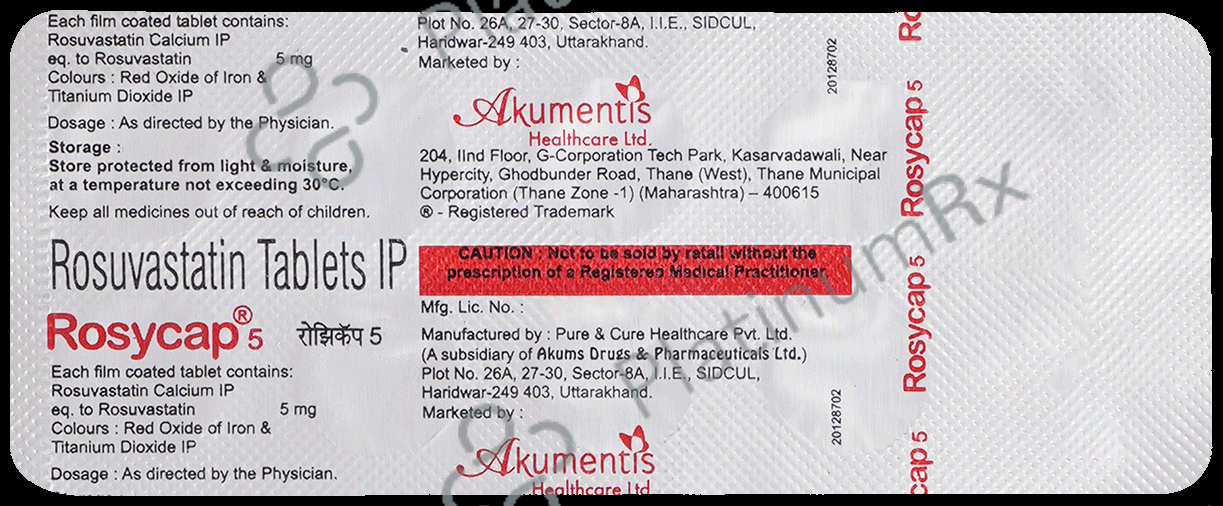 Each film coated tablet contains:
Rosuvastatin Calcium IP
eq. to Rosuvastatin 5 mg
Colours : Red Oxide of Iron &
Titanium Dioxide IP
Dosage : As directed by the Physician.
Storage :
Store protected from light & moisture,
at a temperature not exceeding 30°C.
Keep all medicines out of reach of children.
Rosuvastatin Tablets IP
Rosycap® 5 रोझिकॅप 5
Each film coated tablet contains:
Rosuvastatin Calcium IP
eq. to Rosuvastatin 5 mg
Colours : Red Oxide of Iron &
Titanium Dioxide IP
Dosage : As directed by the Physician.
Plot No. 26A, 27-30, Sector-8A, I.I.E., SIDCUL,
Haridwar-249 403, Uttarakhand.
Marketed by :
Akumentis
Healthcare Ltd.
204, IInd Floor, G-Corporation Tech Park, Kasarvadawali, Near
Hypercity, Ghodbunder Road, Thane (West), Thane Municipal
Corporation (Thane Zone -1) (Maharashtra) – 400615
® - Registered Trademark
CAUTION : Not to be sold by retail without the
prescription of a Registered Medical Practitioner.
Mfg. Lic. No. :
Manufactured by : Pure & Cure Healthcare Pvt. Ltd.
(A subsidiary of Akums Drugs & Pharmaceuticals Ltd.)
Plot No. 26A, 27-30, Sector-8A, I.I.E., SIDCUL,
Haridwar-249 403, Uttarakhand.
Marketed by :
Akumentis
Healthcare Ltd
20128702
20128702
Ro
Rosycap 5
Rosycap 5
Rosycap 5
cap 5
PlatinumRx
Platinum